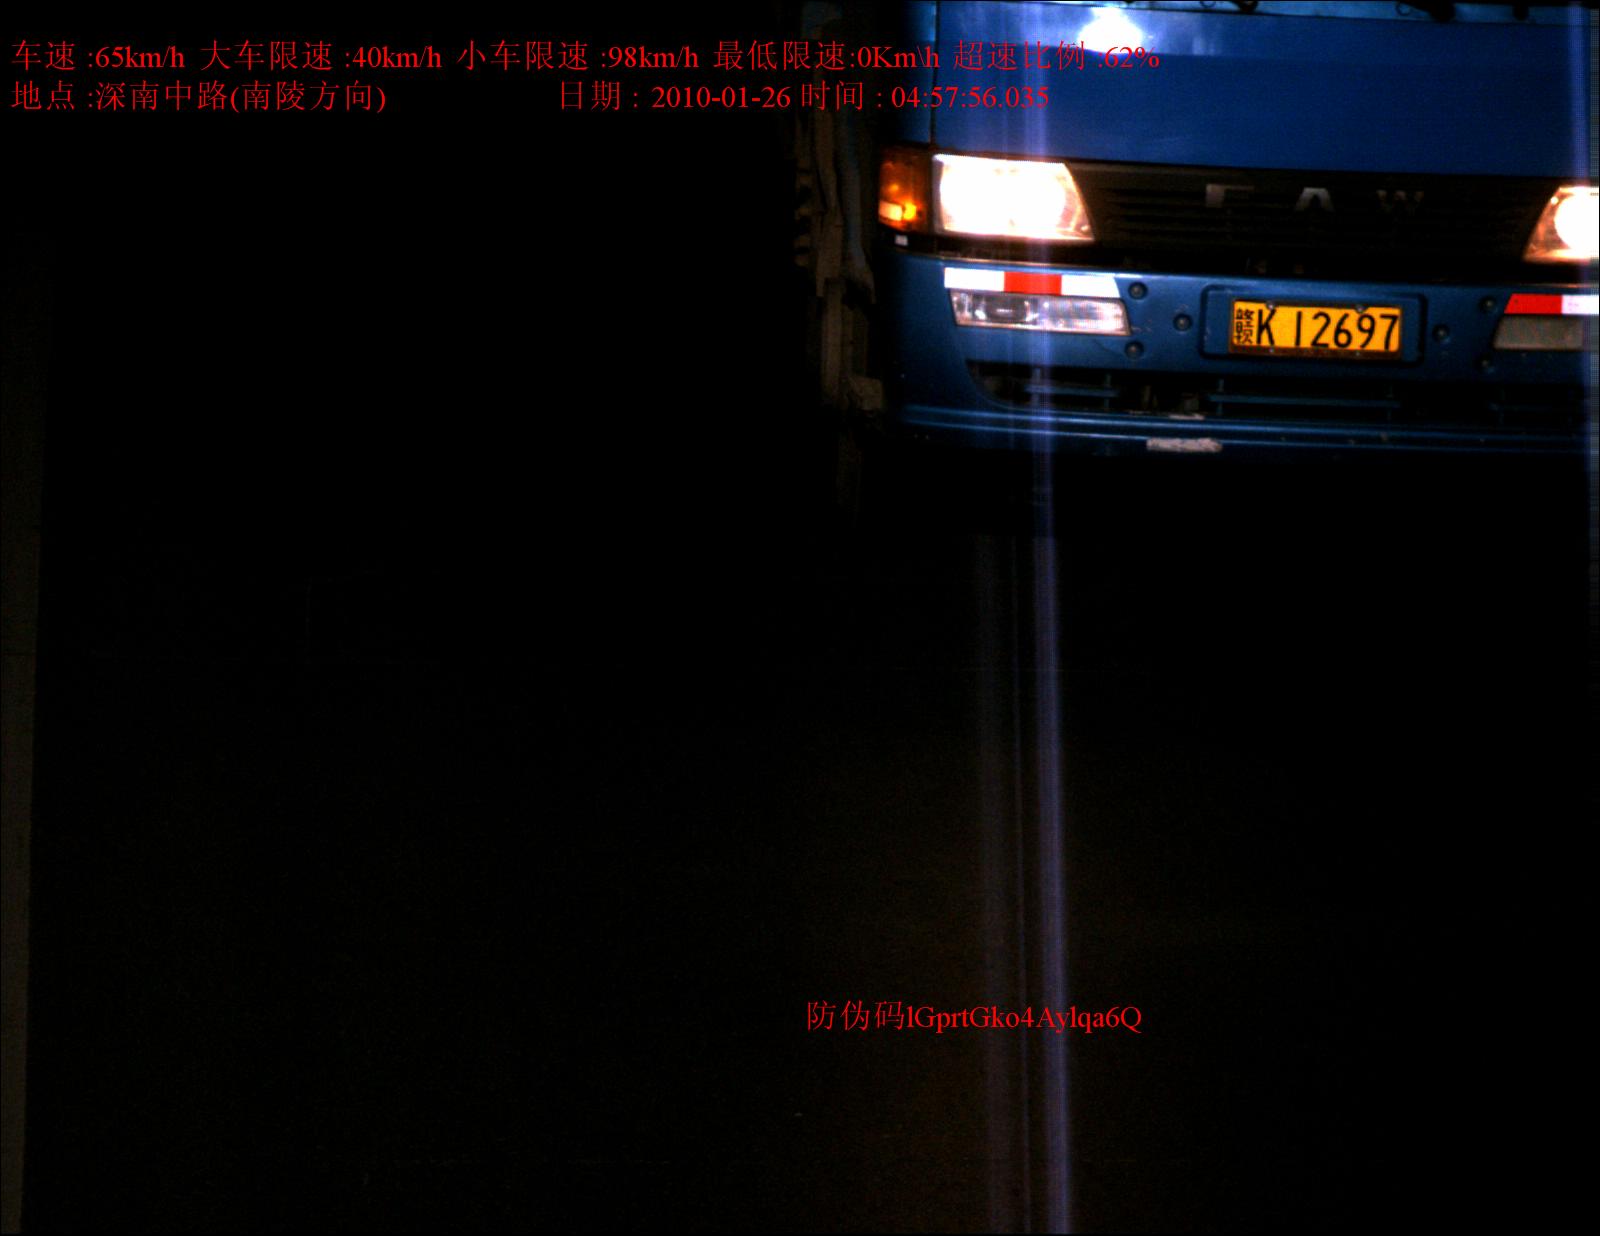 车速 :65km/h 大车限速 :40km/h 小车限速 :98km/h 最低限速:0Km\h 超速比例 :62%
地点 :深南中路(南陵方向) 日期 : 2010-01-26 时间 : 04:57:56.035
FAW
赣K 12697
防伪码lGprtGko4Aylqa6Q